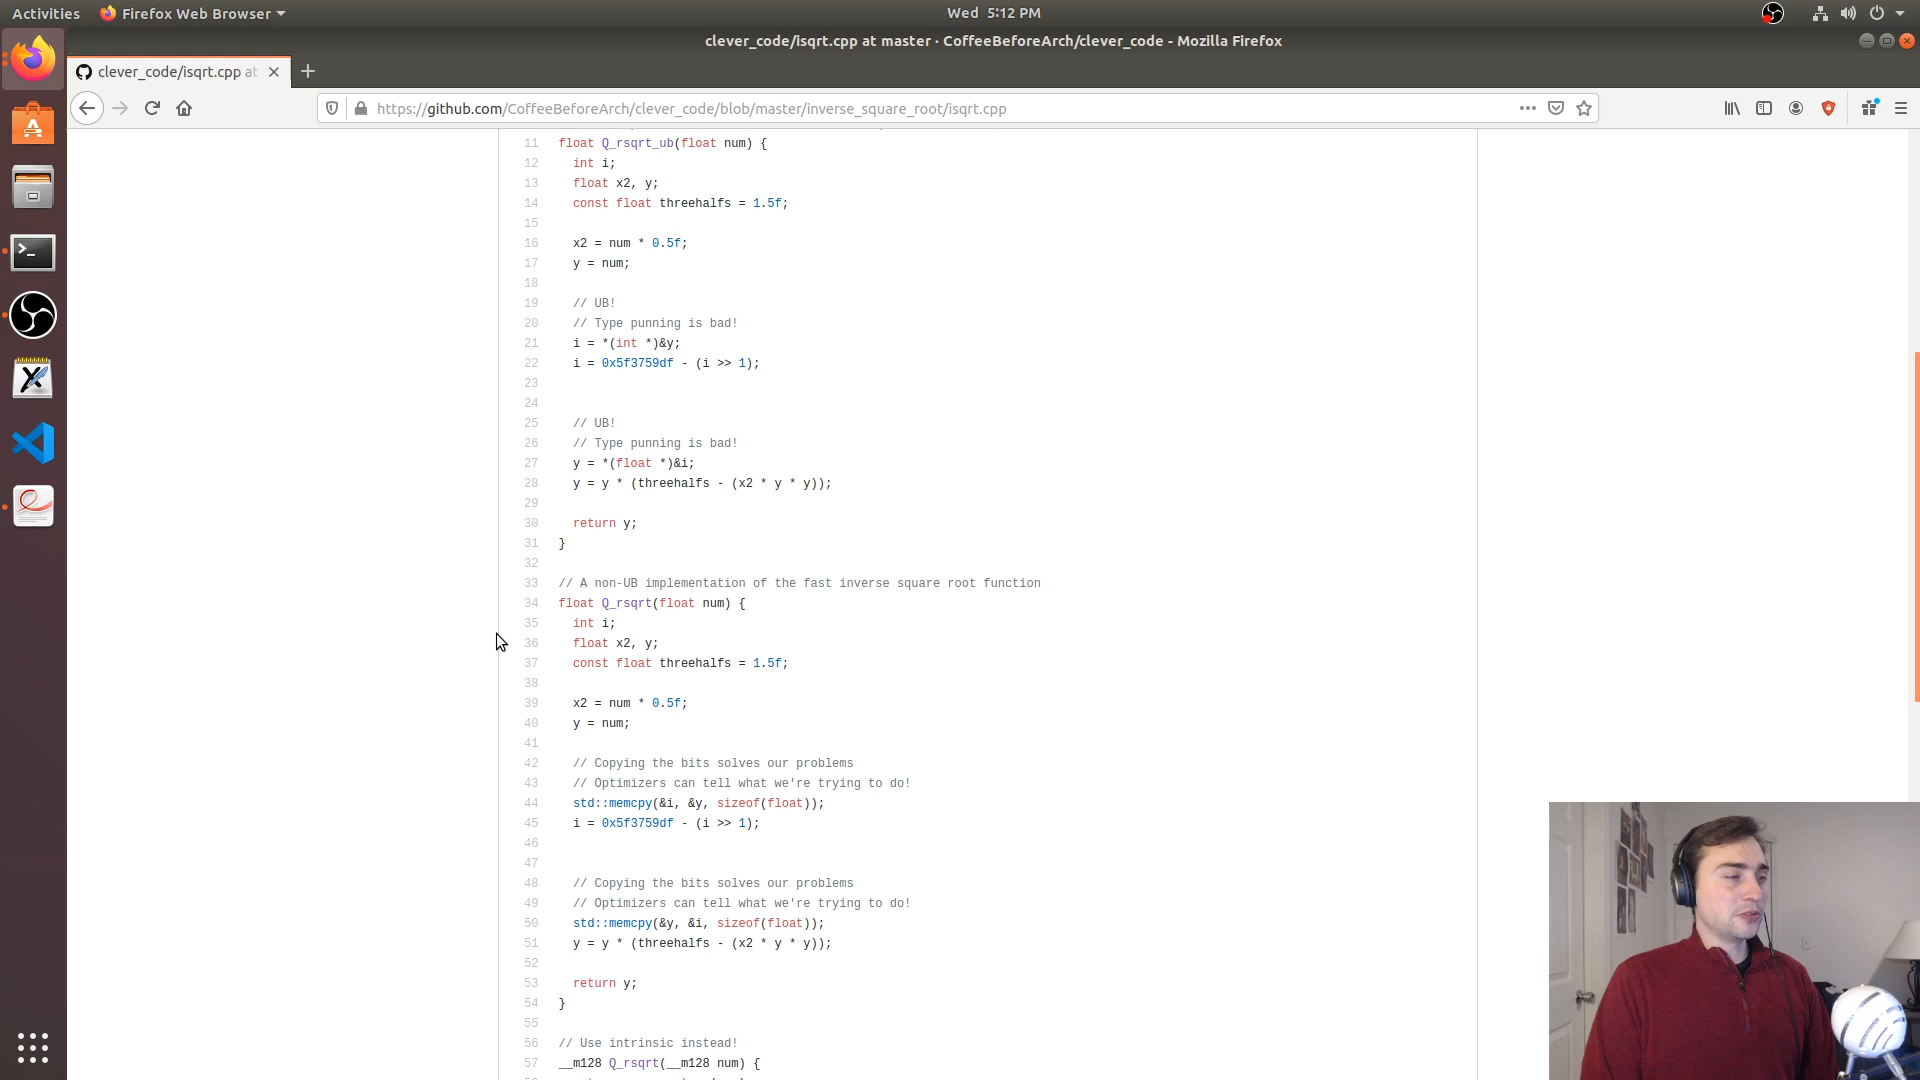 Activities
Firefox Web Browser
Wed 5:12 PM
clever_code/isqrt.cpp at master · CoffeeBeforeArch/clever_code - Mozilla Firefox
clever_code/isqrt.cpp at
https://github.com/CoffeeBeforeArch/clever_code/blob/master/inverse_square_root/isqrt.cpp
11 float Q_rsqrt_ub(float num) {
12 int i;
13 float x2, y;
14 const float threehalfs = 1.5f;
15
16 x2 = num * 0.5f;
17 y = num;
18
19 // UB!
20 // Type punning is bad!
21 i = *(int *)&y;
22 i = 0x5f3759df - (i >> 1);
23
24
25 // UB!
26 // Type punning is bad!
27 y = *(float *)&i;
28 y = y * (threehalfs - (x2 * y * y));
29
30 return y;
31 }
32
33 // A non-UB implementation of the fast inverse square root function
34 float Q_rsqrt(float num) {
35 int i;
36 float x2, y;
37 const float threehalfs = 1.5f;
38
39 x2 = num * 0.5f;
40 y = num;
41
42 // Copying the bits solves our problems
43 // Optimizers can tell what we're trying to do!
44 std::memcpy(&i, &y, sizeof(float));
45 i = 0x5f3759df - (i >> 1);
46
47
48 // Copying the bits solves our problems
49 // Optimizers can tell what we're trying to do!
50 std::memcpy(&y, &i, sizeof(float));
51 y = y * (threehalfs - (x2 * y * y));
52
53 return y;
54 }
55
56 // Use intrinsic instead!
57 __m128 Q_rsqrt(__m128 num) {